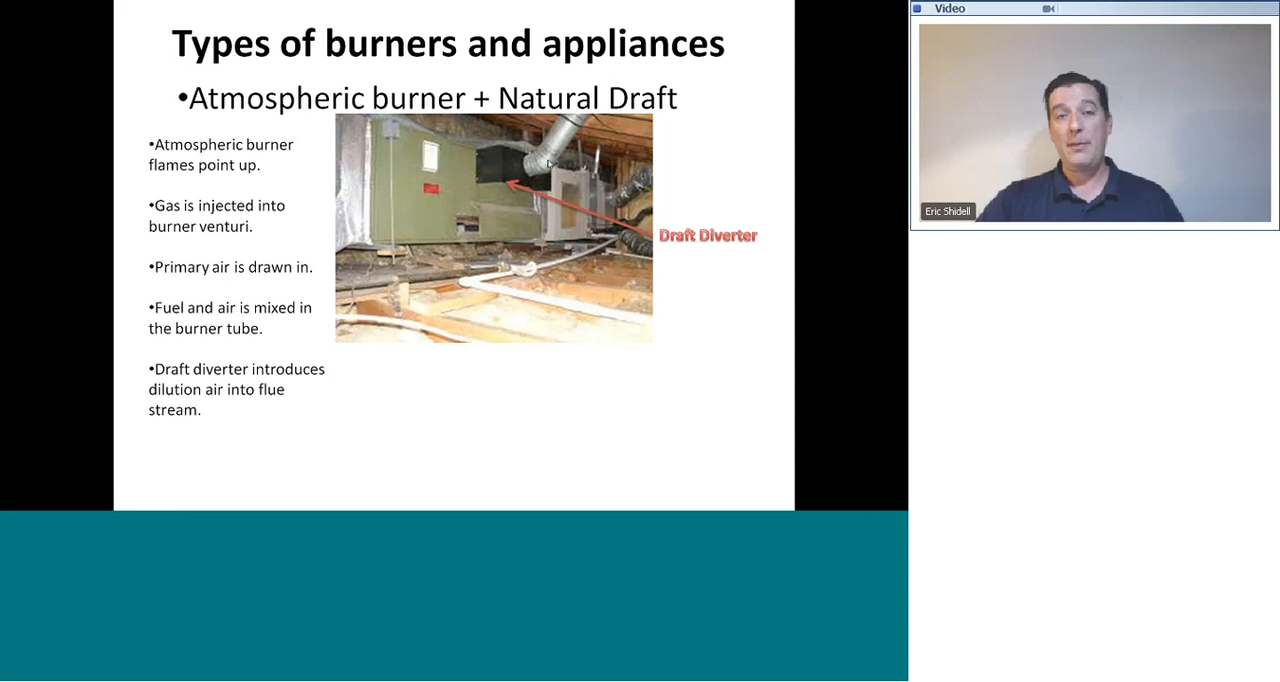 Types of burners and appliances
•Atmospheric burner + Natural Draft
•Atmospheric burner
flames point up.
•Gas is injected into
burner venturi.
•Primary air is drawn in.
•Fuel and air is mixed in
the burner tube.
•Draft diverter introduces
dilution air into flue
stream.
Draft Diverter
Video
Eric Shidell